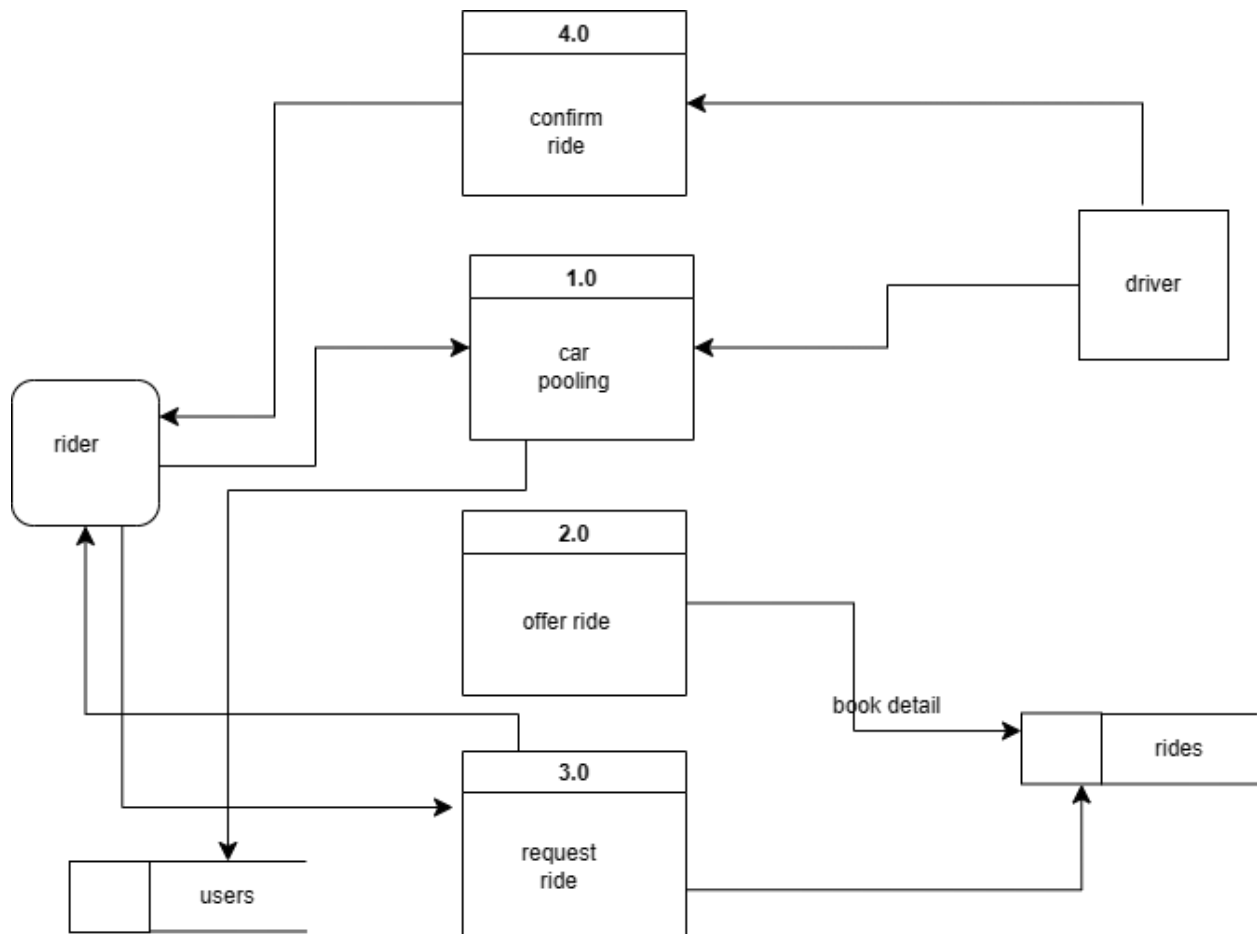 4.0
confirm
ride
1.0
car
pooling
driver
rider
2.0
offer ride
book detail
rides
3.0
request
ride
users